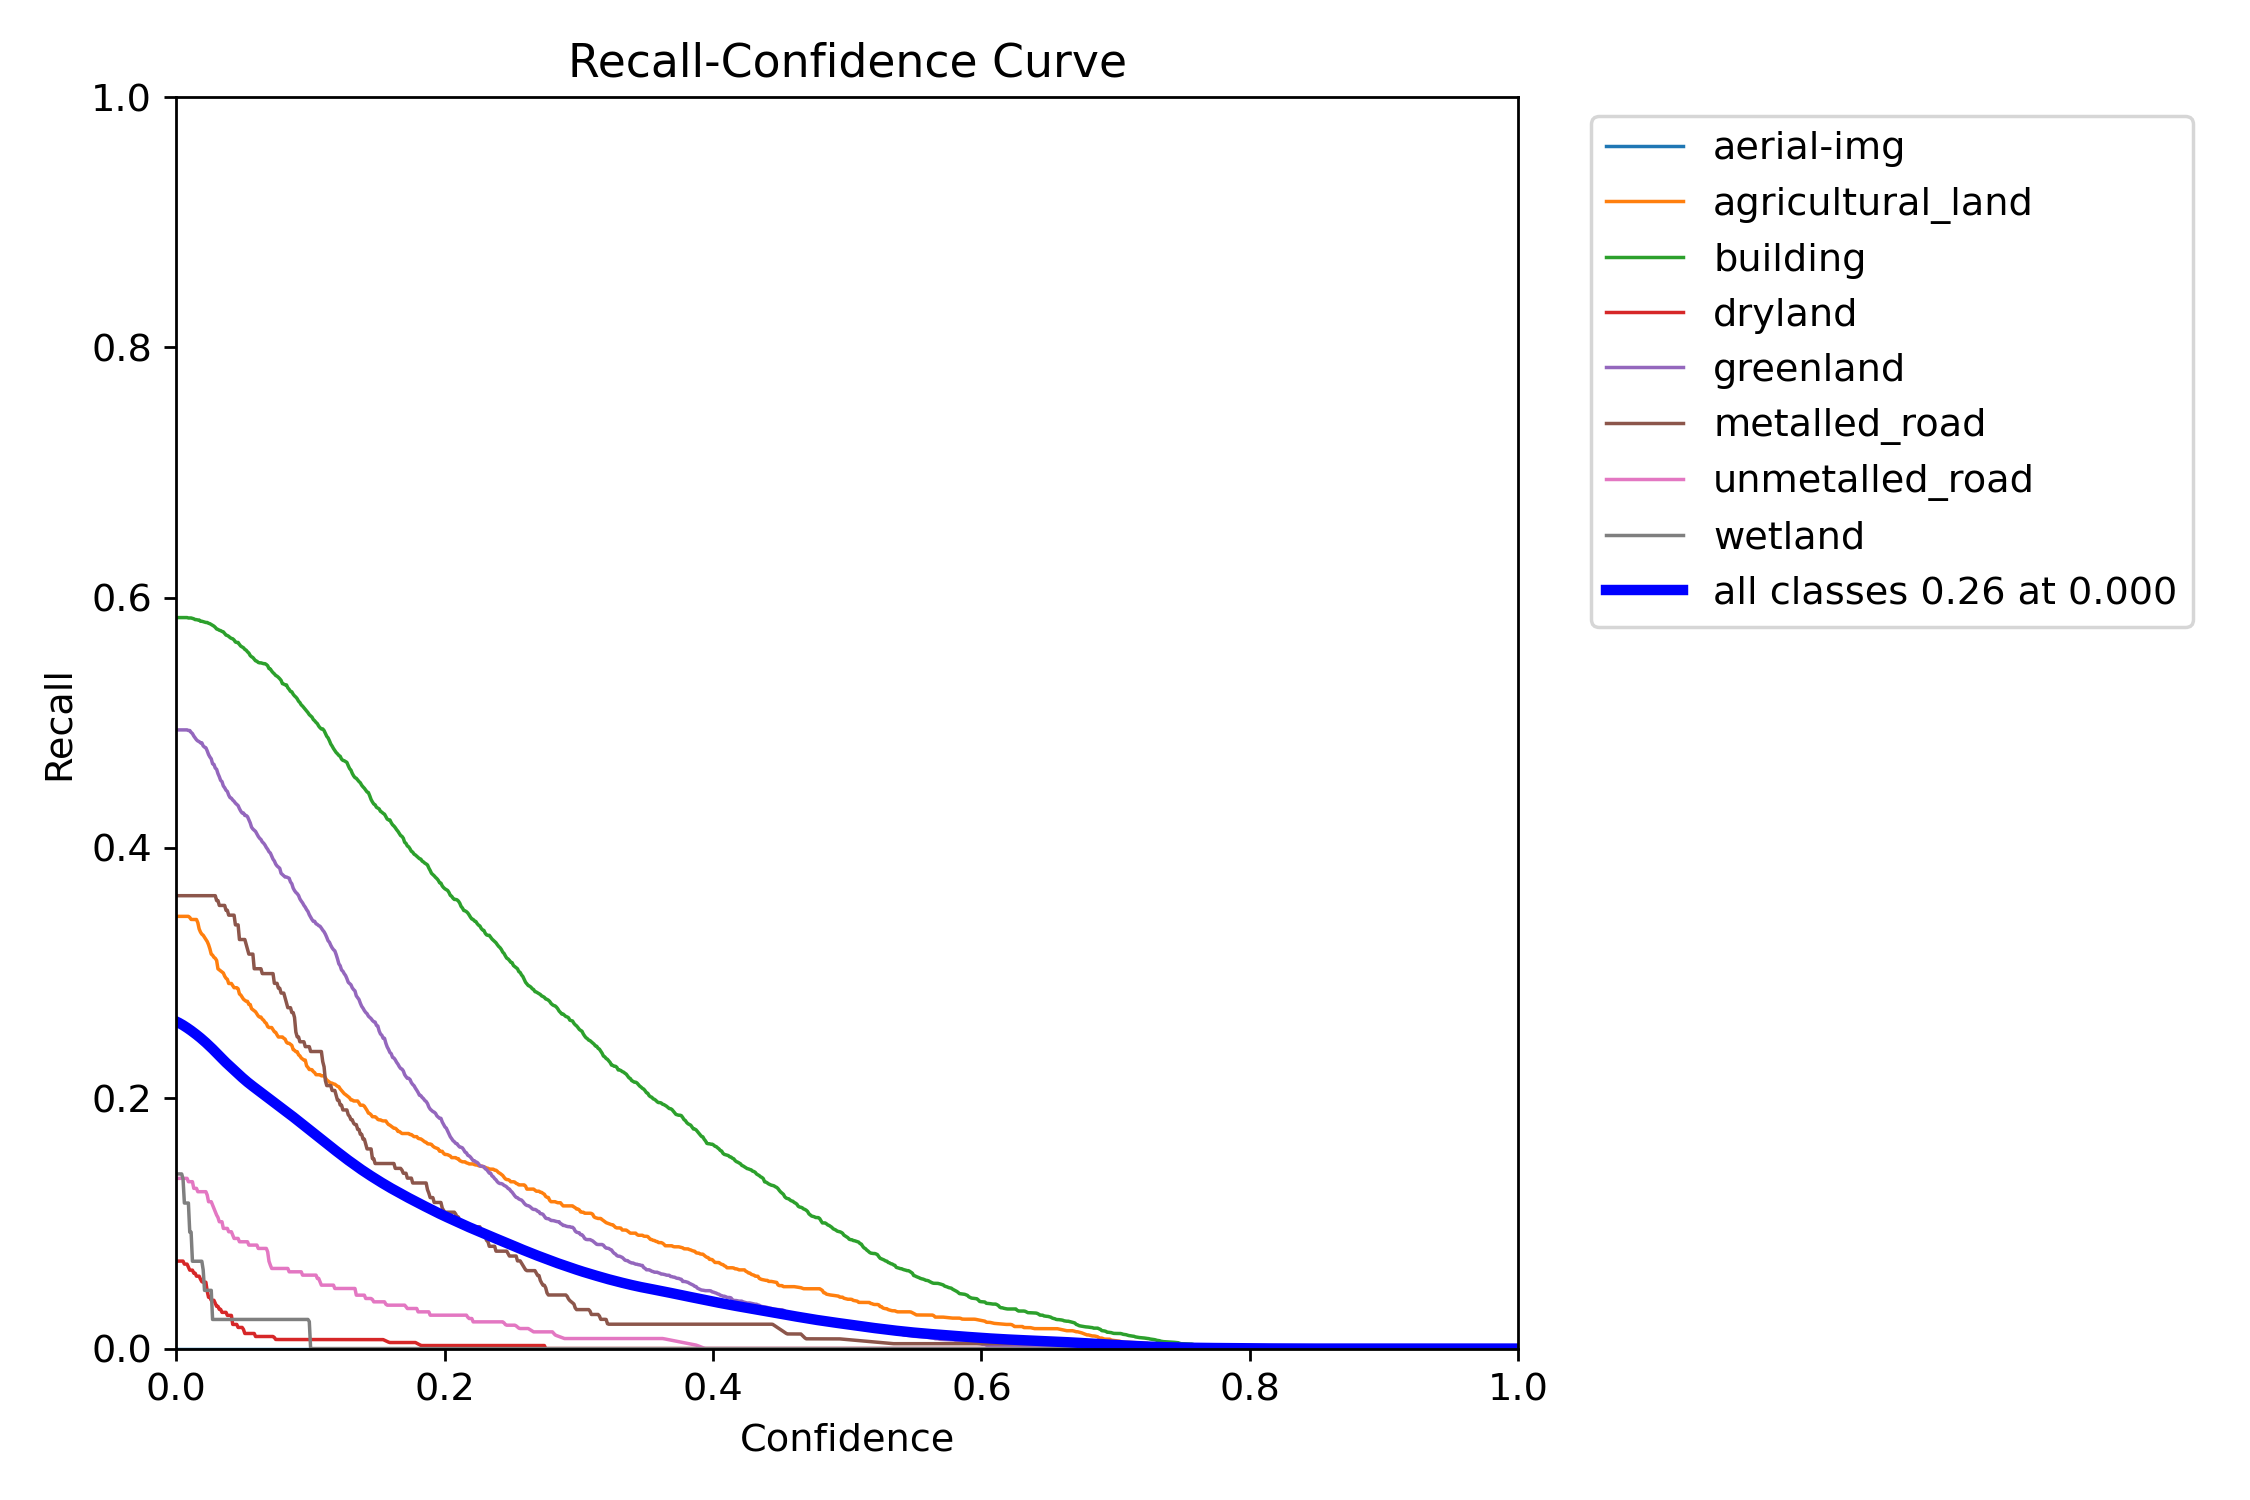 Recall-Confidence Curve
1.0
0.8
0.6
0.4
0.2
0.0
Recall
0.0 0.2 0.4 0.6 0.8 1.0
Confidence
aerial-img
agricultural_land
building
dryland
greenland
metalled_road
unmetalled_road
wetland
all classes 0.26 at 0.000